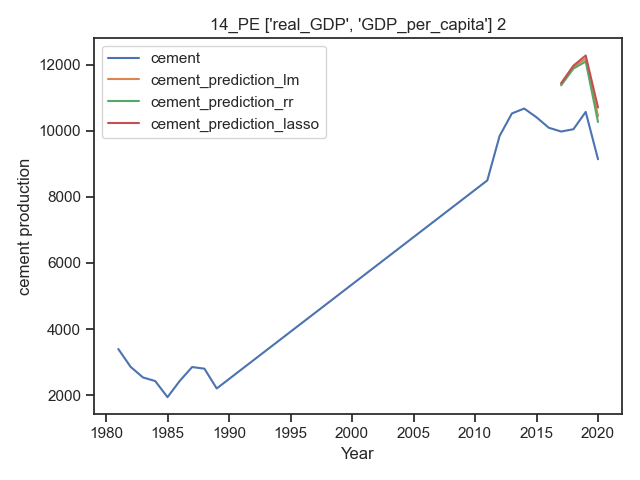 14_PE ['real_GDP', 'GDP_per_capita'] 2
cement
cement_prediction_lm
cement_prediction_rr
cement_prediction_lasso
cement production
12000
10000
8000
6000
4000
2000
1980 1985 1990 1995 2000 2005 2010 2015 2020
Year